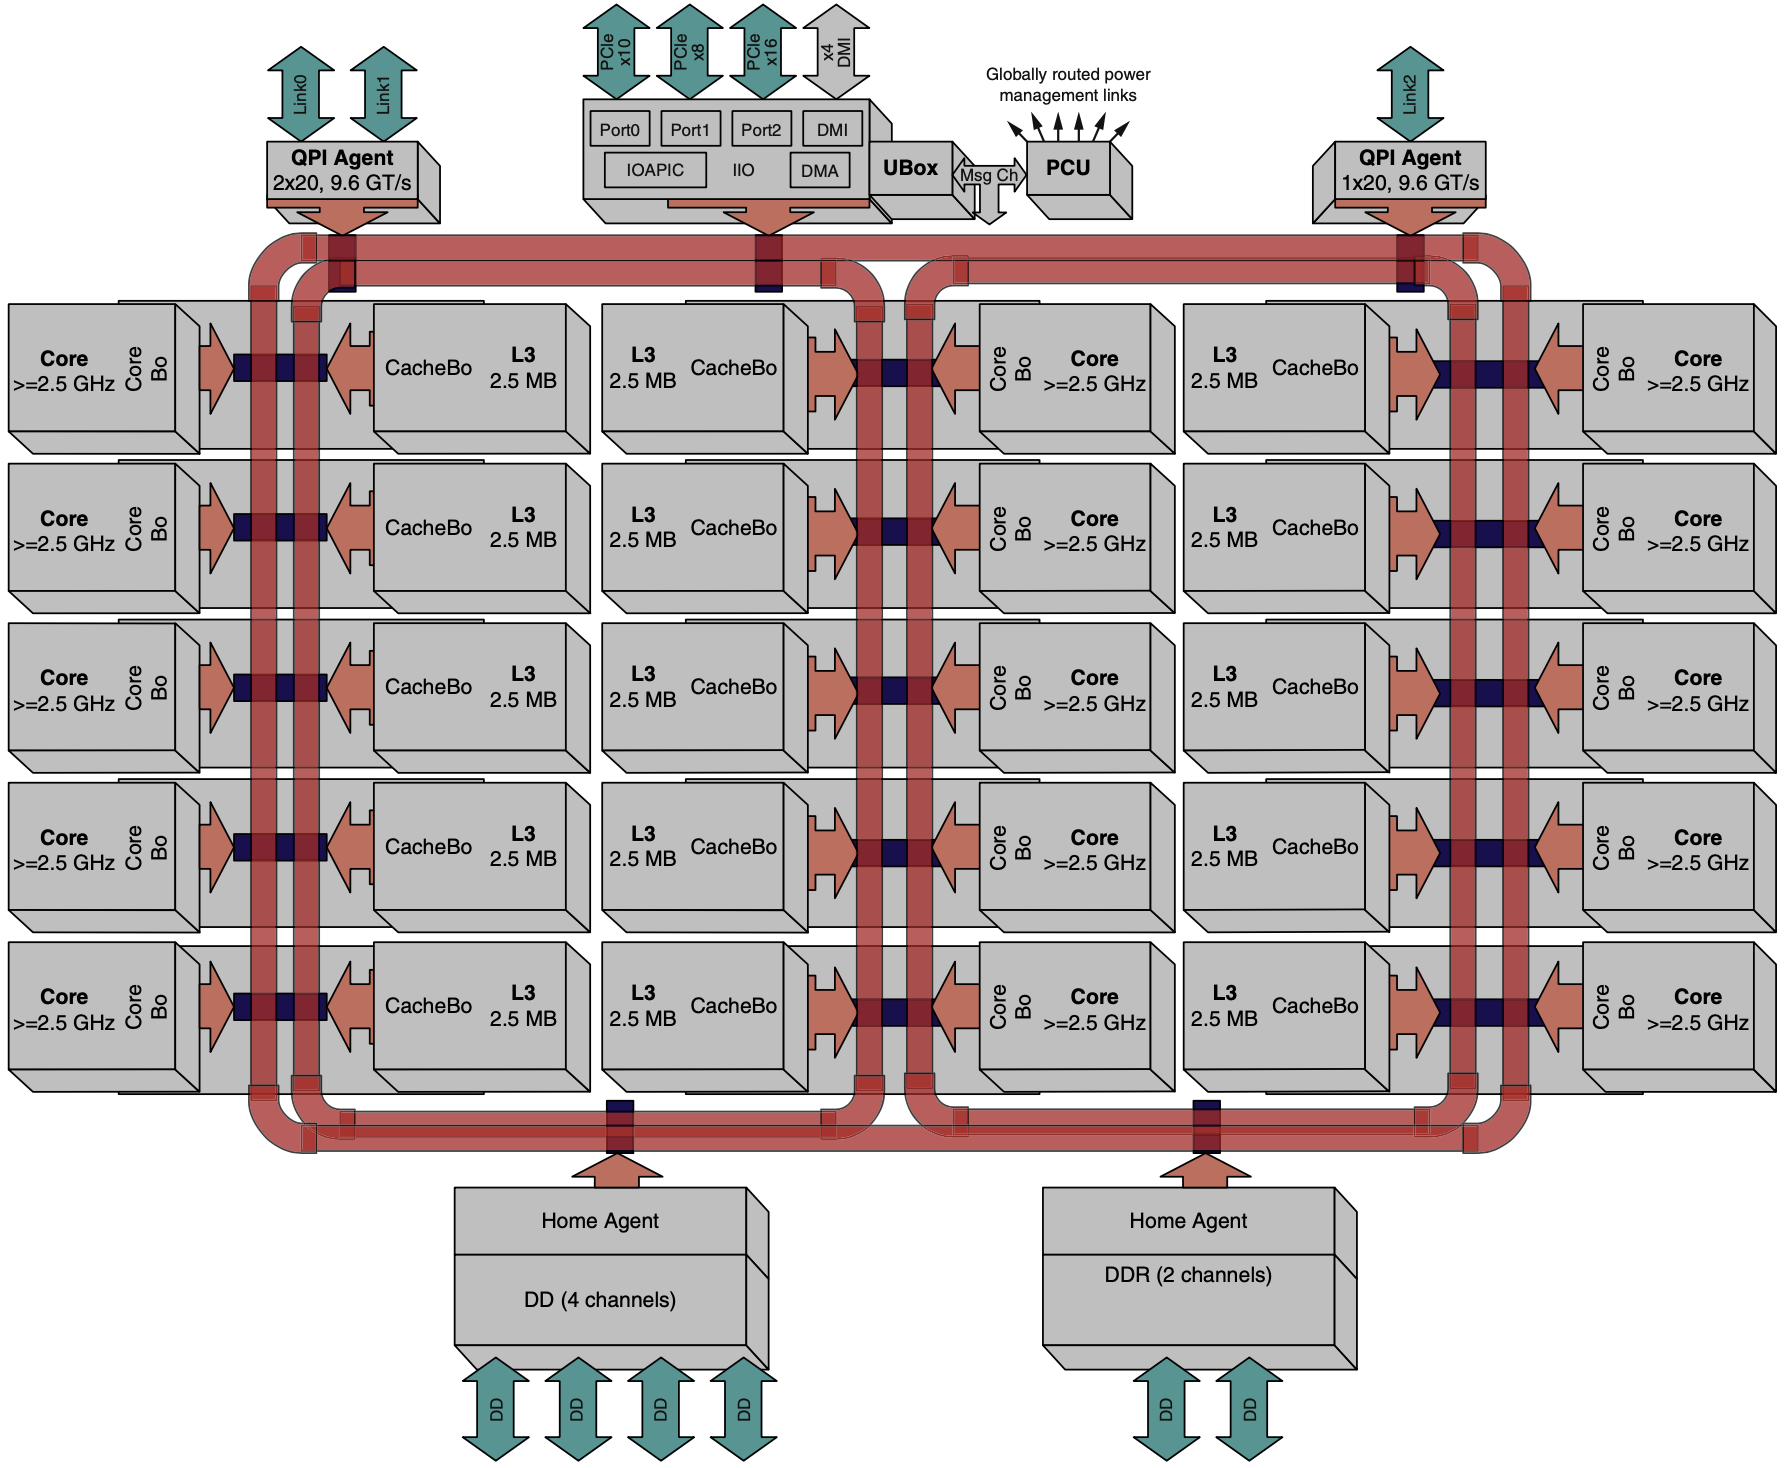 PCIe
x10
PCIe
x8
PCIe
x16
x4
DMI
Link0
Link1
Globally routed power
management links
Link2
Port0
Port1
Port2
DMI
IOAPIC
IIO
DMA
QPI Agent
2x20, 9.6 GT/s
UBox
Msg Ch
PCU
QPI Agent
1x20, 9.6 GT/s
Core
>=2.5 GHz
Core
Bo
CacheBo
L3
2.5 MB
L3
2.5 MB
CacheBo
Core
Bo
Core
>=2.5 GHz
L3
2.5 MB
CacheBo
Core
Bo
Core
>=2.5 GHz
Core
>=2.5 GHz
Core
Bo
CacheBo
L3
2.5 MB
L3
2.5 MB
CacheBo
Core
Bo
Core
>=2.5 GHz
L3
2.5 MB
CacheBo
Core
Bo
Core
>=2.5 GHz
Core
>=2.5 GHz
Core
Bo
CacheBo
L3
2.5 MB
L3
2.5 MB
CacheBo
Core
Bo
Core
>=2.5 GHz
L3
2.5 MB
CacheBo
Core
Bo
Core
>=2.5 GHz
Core
>=2.5 GHz
Core
Bo
CacheBo
L3
2.5 MB
L3
2.5 MB
CacheBo
Core
Bo
Core
>=2.5 GHz
L3
2.5 MB
CacheBo
Core
Bo
Core
>=2.5 GHz
Core
>=2.5 GHz
Core
Bo
CacheBo
L3
2.5 MB
L3
2.5 MB
CacheBo
Core
Bo
Core
>=2.5 GHz
L3
2.5 MB
CacheBo
Core
Bo
Core
>=2.5 GHz
Home Agent
DD (4 channels)
Home Agent
DDR (2 channels)
DD
DD
DD
DD
DD
DD